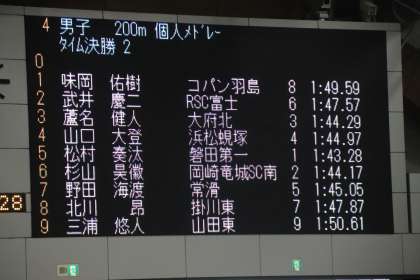 4 男子 200m 個人メドレー
タイム決勝 2
0
1 味岡 佑樹 コパン羽島 8 1:49.59
2 武井 慶二 RSC富士 6 1:47.57
3 蘆名 健人 大府北 3 1:44.29
4 山口 大登 浜松蜆塚 4 1:44.97
5 松村 奏汰 磐田第一 1 1:43.28
6 杉山 昊徽 岡崎竜城SC南 2 1:44.17
7 野田 海渡 常滑 5 1:45.05
8 北川 昂 掛川東 7 1:47.87
9 三浦 悠人 山田東 9 1:50.61
28